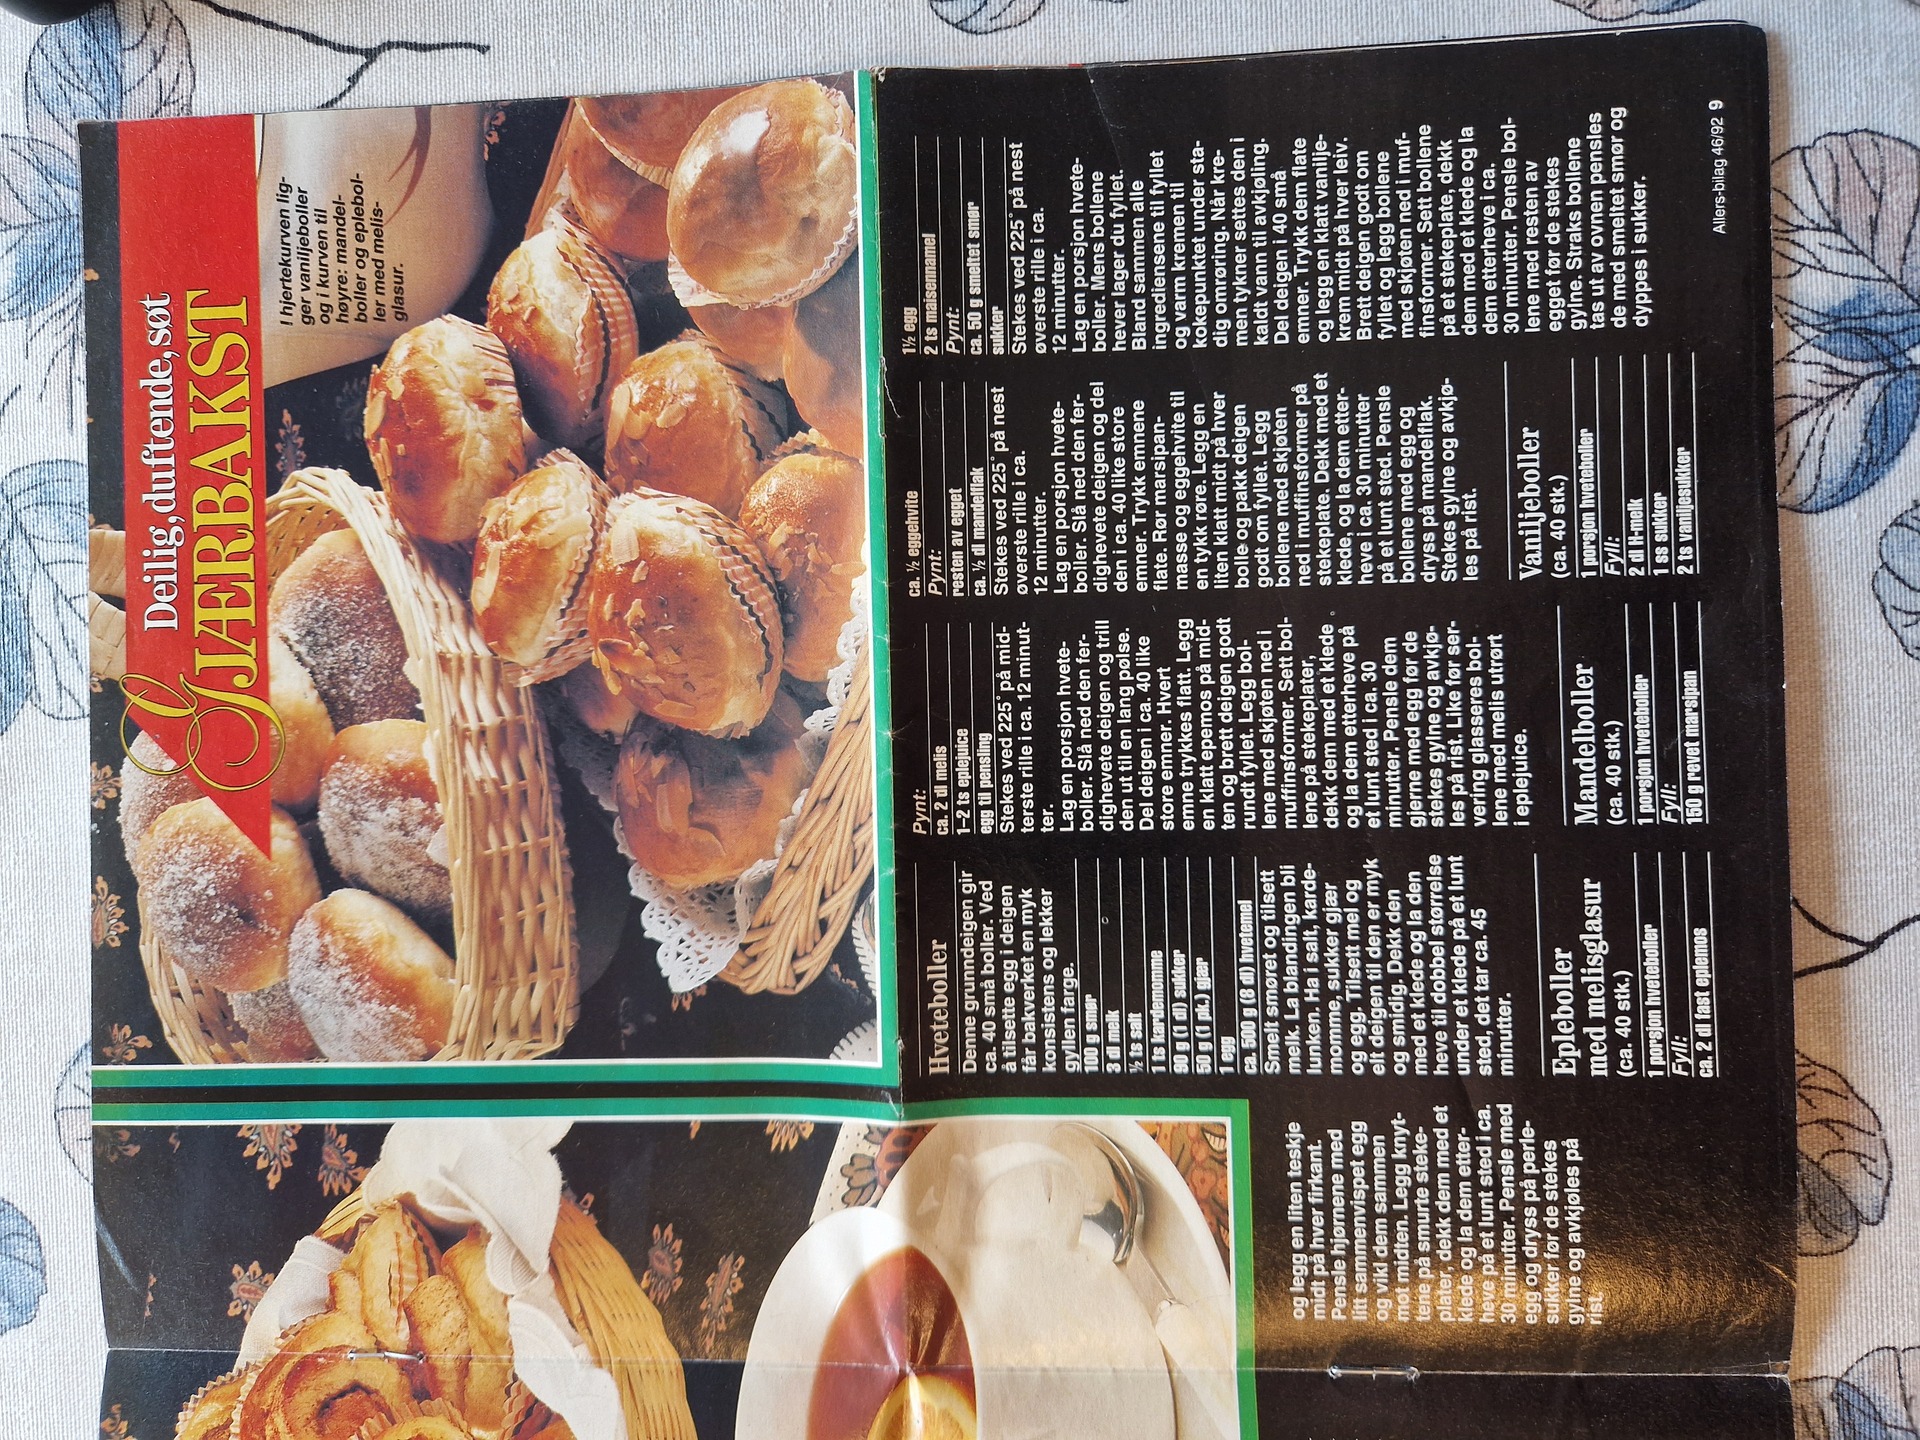 Deilig, duftende, søt
GJÆRBAKST
I hjertekurven lig-
ger vaniljeboller
og i kurven til
høyre: mandel-
boller og eplebol-
ler med melis-
glasur.
og legg en liten teskje
midt på hver firkant.
Pensle hjørnene med
litt sammenvispet egg
og vikl dem sammen
mot midten. Legg knyt-
tene på smurte steke-
plater, dekk dem med et
klede og la dem etter-
heve på et lunt sted i ca.
30 minutter. Pensle med
egg og dryss på perle-
sukker før de stekes
gylne og avkjøles på
rist.
Hveteboller
Denne grunndeigen gir
ca. 40 små boller. Ved
å tilsette egg i deigen
får bakverket en myk
konsistens og lekker
gyllen farge.
100 g smør
3 dl melk
½ ts salt
1 ts kardemomme
90 g (1 dl) sukker
50 g (1 pk.) gjær
1 egg
ca. 500 g (8 dl) hvetemel
Smelt smøret og tilsett
melk. La blandingen bli
lunken. Ha i salt, karde-
momme, sukker gjær
og egg. Tilsett mel og
elt deigen til den er myk
og smidig. Dekk den
med et klede og la den
heve til dobbel størrelse
under et klede på et lunt
sted, det tar ca. 45
minutter.
Epleboller
med melisglasur
(ca. 40 stk.)
1 porsjon hveteboller
Fyll:
ca. 2 dl fast eplemos
Pynt:
ca. 2 dl melis
1–2 ts eplejuice
egg til pensling
Stekes ved 225° på mid-
terste rille i ca. 12 minut-
ter.
Lag en porsjon hvete-
boller. Slå ned den fer-
dighevete deigen og trill
den ut til en lang pølse.
Del deigen i ca. 40 like
store emner. Hvert
emne trykkes flatt. Legg
en klatt epemos på mid-
ten og brett deigen godt
rundt fyllet. Legg bol-
lene med skjøten ned i
muffinsformer. Sett bol-
lene på stekeplater,
dekk dem med et klede
og la dem etterheve på
et lunt sted i ca. 30
minutter. Pensle dem
gjerne med egg før de
stekes gylne og avkjø-
les på rist. Like før ser-
vering glasseres bol-
lene med melis utrørt
i eplejuice.
Mandelboller
(ca. 40 stk.)
1 porsjon hveteboller
Fyll:
150 g revet marsipan
ca. ½ eggehvite
Pynt:
resten av egget
ca. ½ dl mandelflak
Stekes ved 225° på nest
øverste rille i ca.
12 minutter.
Lag en porsjon hvete-
boller. Slå ned den fer-
dighevete deigen og del
den i ca. 40 like store
emner. Trykk emnene
flate. Rør marsipan-
masse og eggehvite til
en tykk røre. Legg en
liten klatt midt på hver
bolle og pakk deigen
godt om fyllet. Legg
bollene med skjøten
ned i muffinsformer på
stekeplate. Dekk med et
klede, og la dem etter-
heve i ca. 30 minutter
på et lunt sted. Pensle
bollene med egg og
dryss på mandelflak.
Stekes gylne og avkjø-
les på rist.
Vaniljeboller
(ca. 40 stk.)
1 porsjon hveteboller
Fyll:
2 dl H-melk
1 ss sukker
2 ts vaniljesukker
1½ egg
2 ts maisennamel
Pynt:
ca. 50 g smeltet smør
sukker
Stekes ved 225° på nest
øverste rille i ca.
12 minutter.
Lag en porsjon hvete-
boller. Mens bollene
hever lager du fyllet.
Bland sammen alle
ingrediensene til fyllet
og varm kremen til
kokepunktet under sta-
dig omrøring. Når kre-
men tykner settes den i
kaldt vann til avkjøling.
Del deigen i 40 små
emner. Trykk dem flate
og legg en klatt vanilje-
krem midt på hver leiv.
Brett deigen godt om
fyllet og legg bollene
med skjøten ned i muf-
finsformer. Sett bollene
på et stekeplate, dekk
dem med et klede og la
dem etterheve i ca.
30 minutter. Pensle bol-
lene med resten av
egget før de stekes
gylne. Straks bollene
tas ut av ovnen pensles
de med smeltet smør og
dyppes i sukker.
Allers-bilag 46/92 9